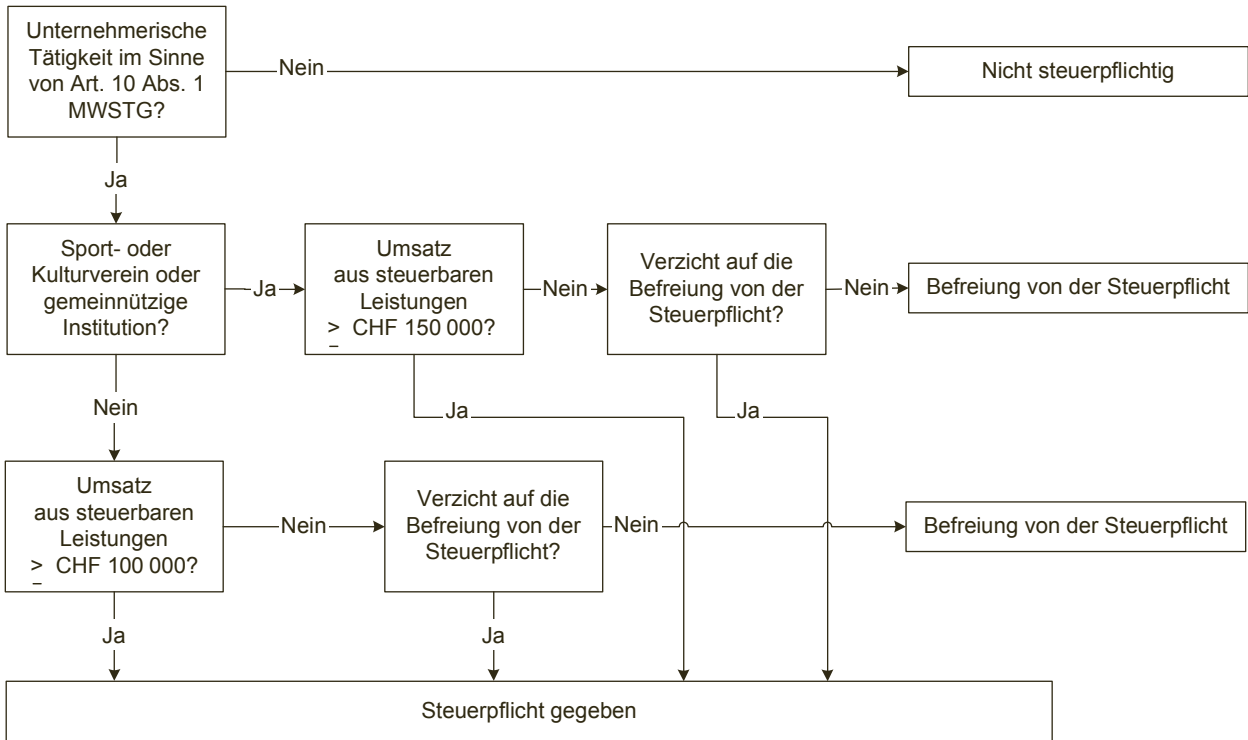 Unternehmerische
Tätigkeit im Sinne
von Art. 10 Abs. 1
MWSTG?
Nein
Nicht steuerpflichtig
Ja
Sport- oder
Kulturverein oder
gemeinnützige
Institution?
Ja
Umsatz
aus steuerbaren
Leistungen
≥ CHF 150 000?
Nein
Verzicht auf die
Befreiung von der
Steuerpflicht?
Nein
Befreiung von der Steuerpflicht
Nein
Ja
Ja
Umsatz
aus steuerbaren
Leistungen
≥ CHF 100 000?
Nein
Verzicht auf die
Befreiung von der
Steuerpflicht?
Nein
Befreiung von der Steuerpflicht
Ja
Ja
Steuerpflicht gegeben